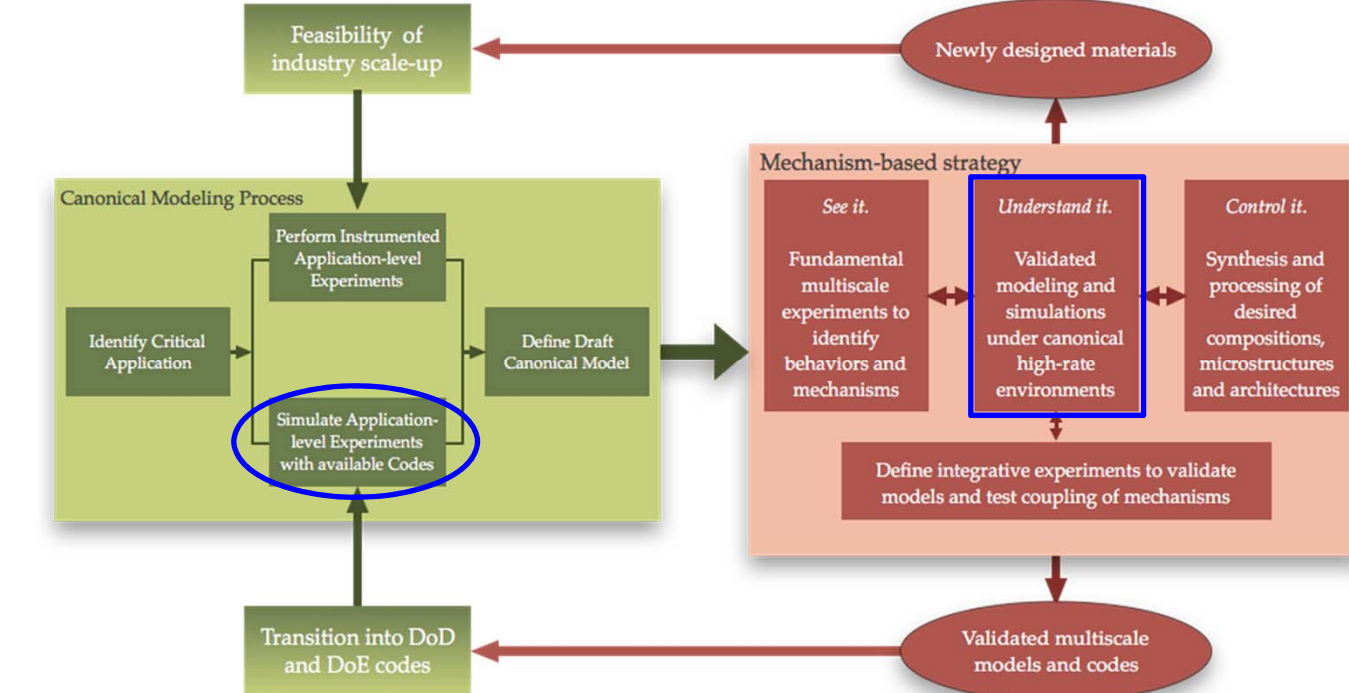 Feasibility of
industry scale-up
Newly designed materials
Canonical Modeling Process
Perform Instrumented
Application-level
Experiments
Identify Critical
Application
Define Draft
Canonical Model
Simulate Application-
level Experiments
with available Codes
Mechanism-based strategy
See it.
Fundamental
multiscale
experiments to
identify
behaviors and
mechanisms
Understand it.
Validated
modeling and
simulations
under canonical
high-rate
environments
Control it.
Synthesis and
processing of
desired
compositions,
microstructures
and architectures
Define integrative experiments to validate
models and test coupling of mechanisms
Transition into DoD
and DoE codes
Validated multiscale
models and codes